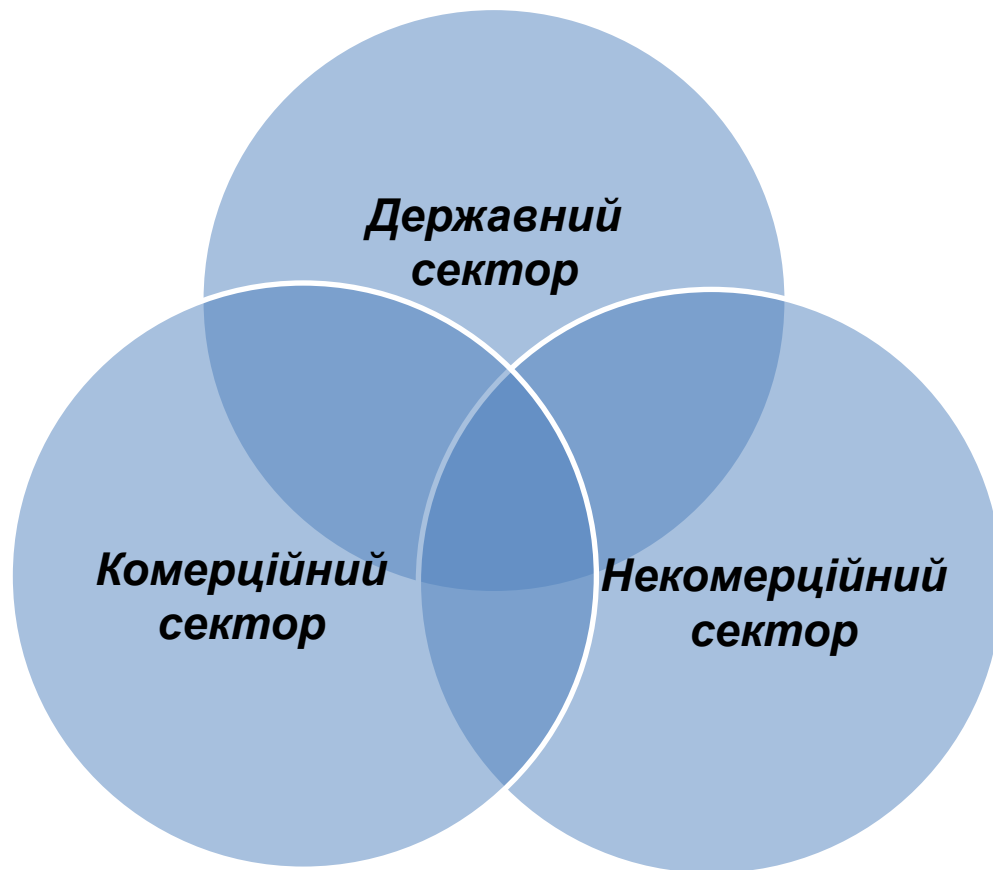 Державний
сектор
Комерційний
сектор
Некомерційний
сектор